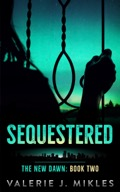 SEQUESTERED
THE NEW DAWN: BOOK TWO
VALERIE J. MIKLES